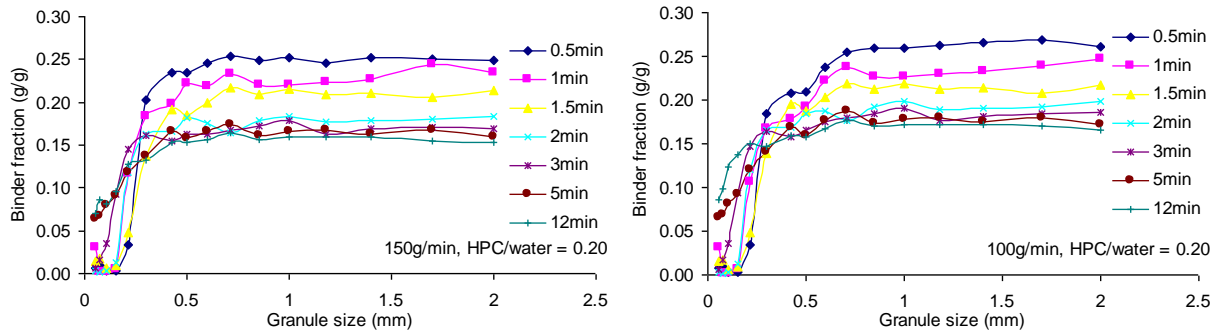 Binder fraction (g/g)
0.30
0.25
0.20
0.15
0.10
0.05
0.00
0
0.5
1
1.5
2
2.5
Granule size (mm)
0.5min
1min
1.5min
2min
3min
5min
12min
150g/min, HPC/water = 0.20
Binder fraction (g/g)
0.30
0.25
0.20
0.15
0.10
0.05
0.00
0
0.5
1
1.5
2
2.5
Granule size (mm)
0.5min
1min
1.5min
2min
3min
5min
12min
100g/min, HPC/water = 0.20